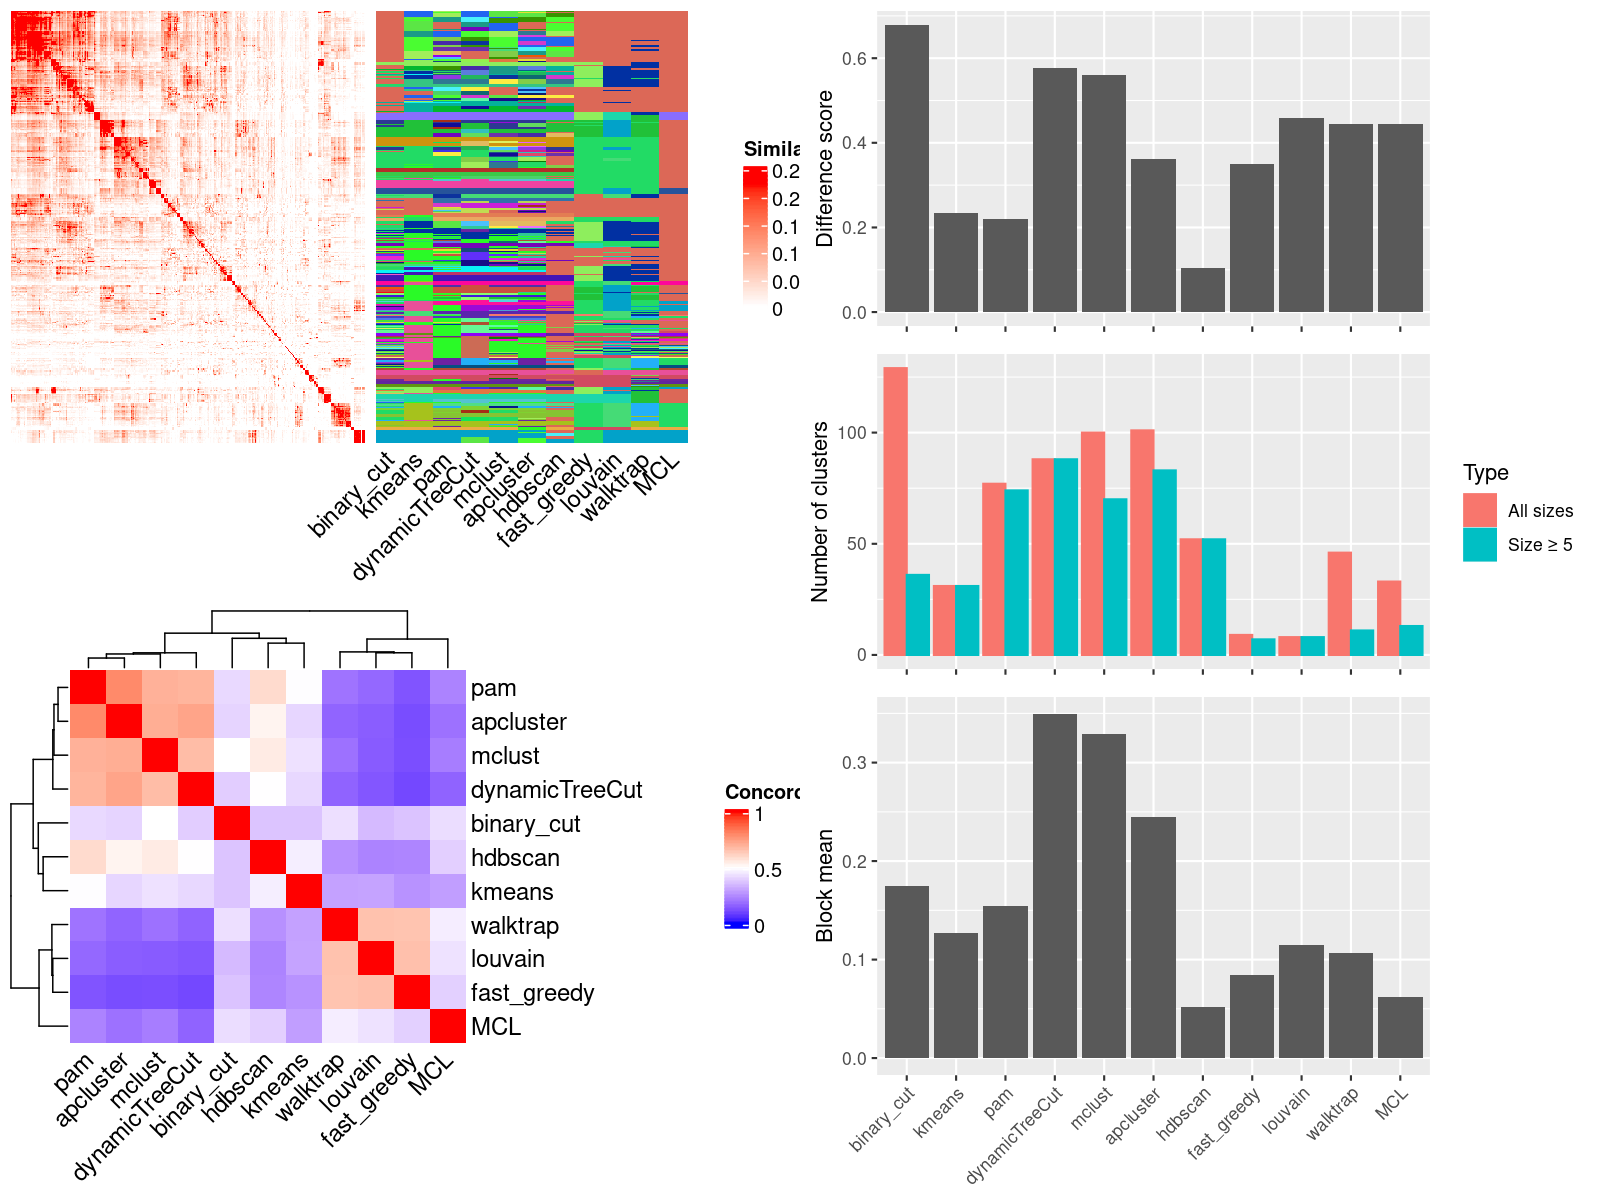 binary_cut
kmeans
pam
dynamicTreeCut
mclust
apcluster
hdbscan
fast_greedy
louvain
walktrap
MCL
Simila
0.2
0.2
0.1
0.1
0.0
0
pam
apcluster
mclust
dynamicTreeCut
binary_cut
hdbscan
kmeans
walktrap
louvain
fast_greedy
MCL
pam
apcluster
mclust
dynamicTreeCut
binary_cut
hdbscan
kmeans
walktrap
louvain
fast_greedy
MCL
Concord
1
0.5
0
Difference score
0.6
0.4
0.2
0.0
Number of clusters
100
50
0
Type
All sizes
Size ≥ 5
Block mean
0.3
0.2
0.1
0.0
binary_cut
kmeans
pam
dynamicTreeCut
mclust
apcluster
hdbscan
fast_greedy
louvain
walktrap
MCL